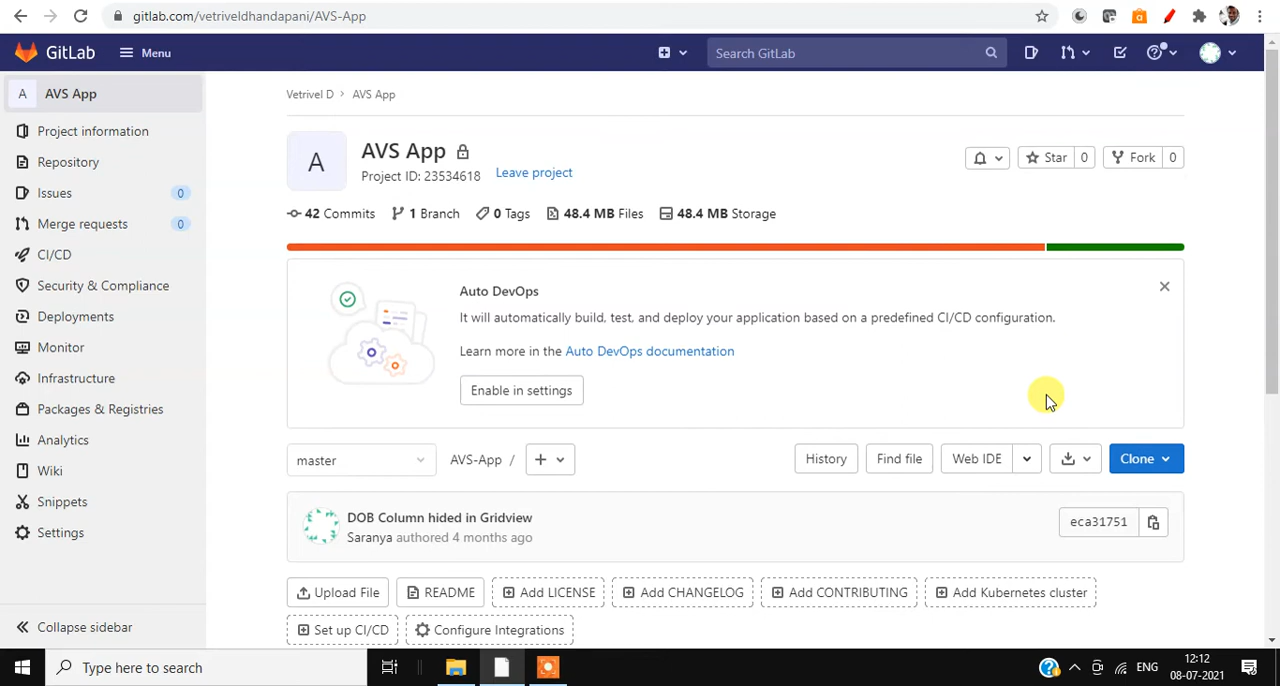 gitlab.com/vetriveldhandapani/AVS-App
GitLab
Menu
Search GitLab
A
AVS App
Project information
Repository
Issues
0
Merge requests
0
CI/CD
Security & Compliance
Deployments
Monitor
Infrastructure
Packages & Registries
Analytics
Wiki
Snippets
Settings
Collapse sidebar
Vetrivel D > AVS App
A
AVS App
Project ID: 23534618
Leave project
Star 0
Fork 0
42 Commits
1 Branch
0 Tags
48.4 MB Files
48.4 MB Storage
Auto DevOps
It will automatically build, test, and deploy your application based on a predefined CI/CD configuration.
Learn more in the Auto DevOps documentation
Enable in settings
master
AVS-App /
+
History
Find file
Web IDE
Clone
DOB Column hided in Gridview
Saranya authored 4 months ago
eca31751
Upload File
README
Add LICENSE
Add CHANGELOG
Add CONTRIBUTING
Add Kubernetes cluster
Set up CI/CD
Configure Integrations
Type here to search
ENG
12:12
08-07-2021